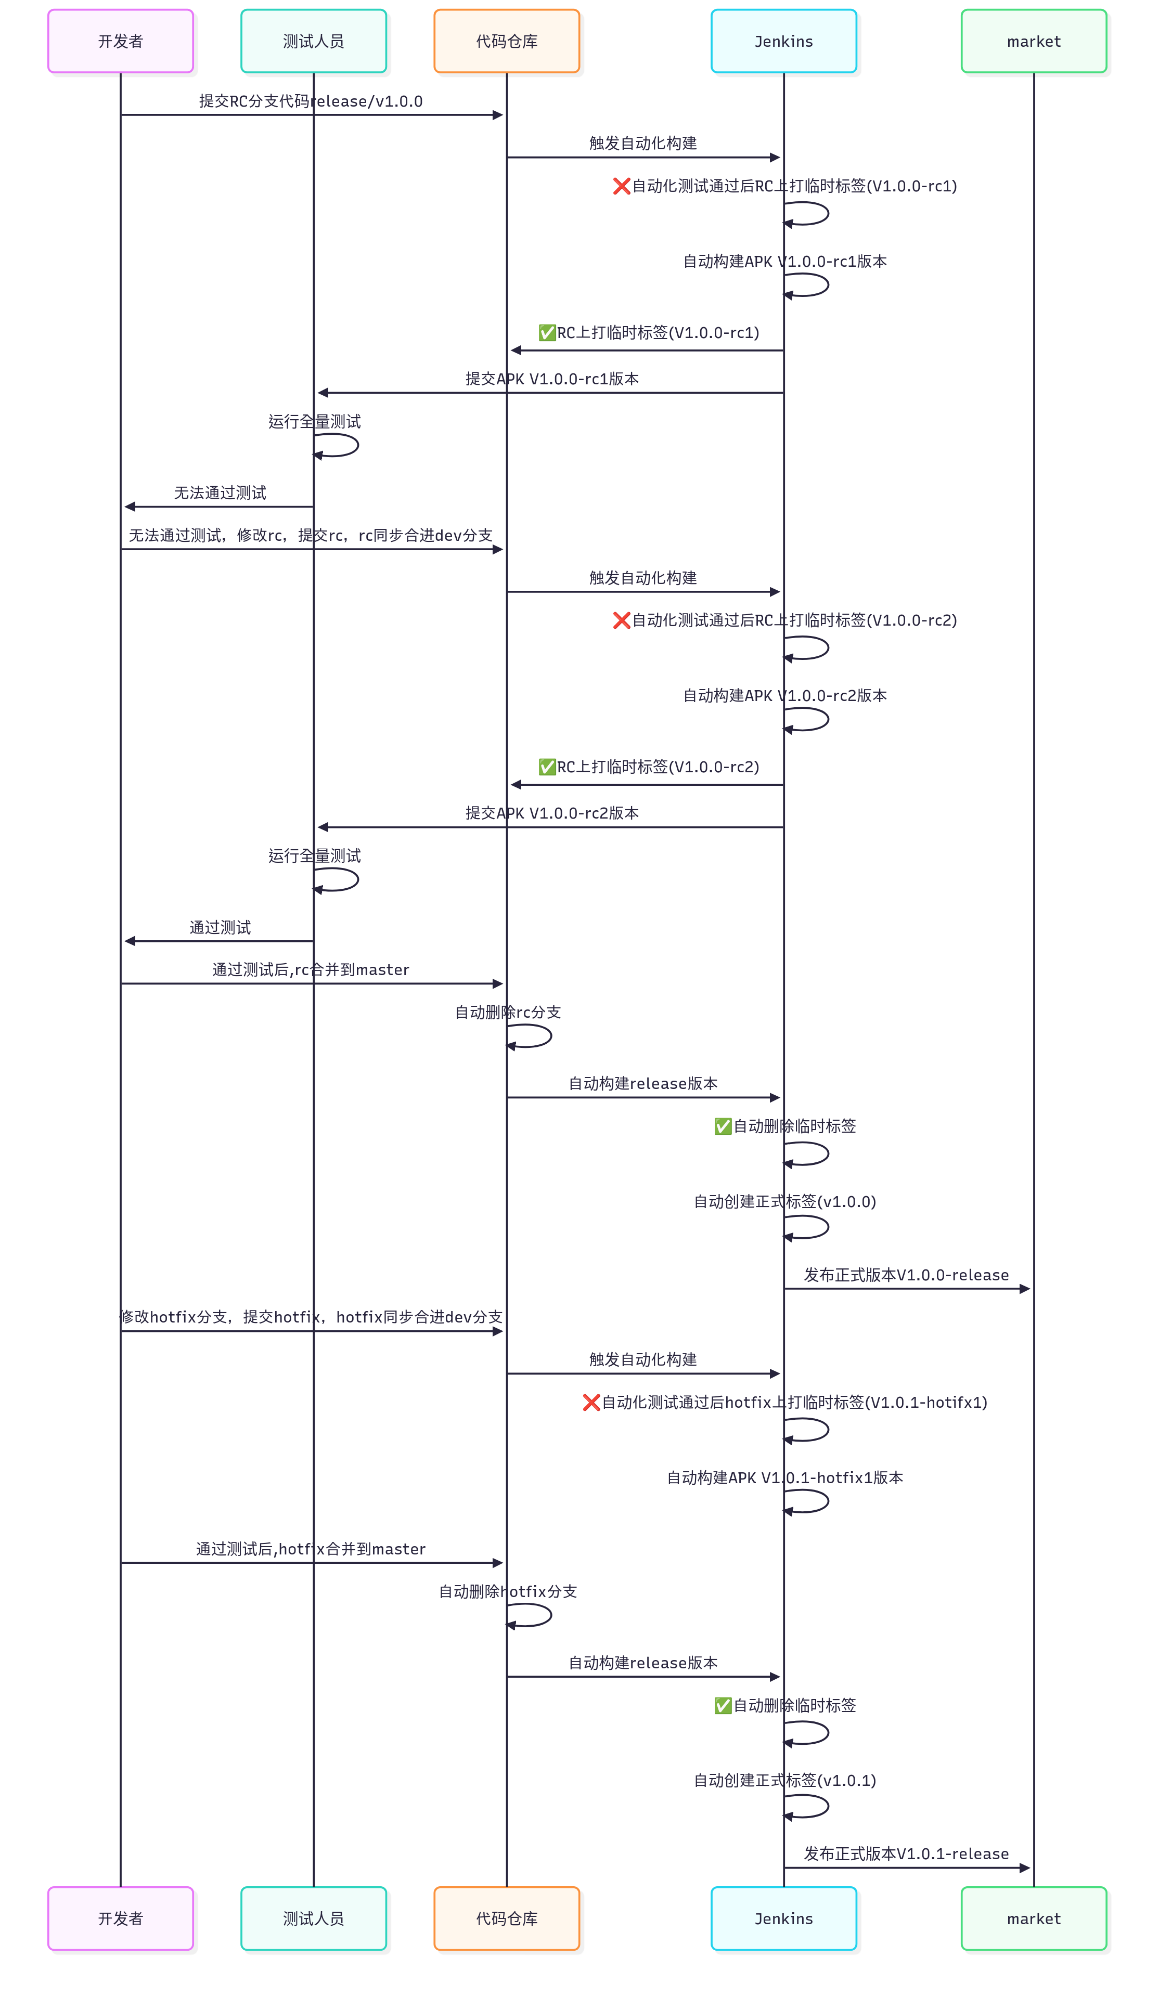 开发者
测试人员
代码仓库
Jenkins
market
提交RC分支代码release/v1.0.0
触发自动化构建
❌自动化测试通过后RC上打临时标签(V1.0.0-rc1)
自动构建APK V1.0.0-rc1版本
✅RC上打临时标签(V1.0.0-rc1)
提交APK V1.0.0-rc1版本
运行全量测试
无法通过测试
无法通过测试，修改rc，提交rc，rc同步合进dev分支
触发自动化构建
❌自动化测试通过后RC上打临时标签(V1.0.0-rc2)
自动构建APK V1.0.0-rc2版本
✅RC上打临时标签(V1.0.0-rc2)
提交APK V1.0.0-rc2版本
运行全量测试
通过测试
通过测试后,rc合并到master
自动删除rc分支
自动构建release版本
✅自动删除临时标签
自动创建正式标签(v1.0.0)
发布正式版本V1.0.0-release
修改hotfix分支，提交hotfix，hotfix同步合进dev分支
触发自动化构建
❌自动化测试通过后hotfix上打临时标签(V1.0.1-hotifx1)
自动构建APK V1.0.1-hotfix1版本
通过测试后,hotfix合并到master
自动删除hotfix分支
自动构建release版本
✅自动删除临时标签
自动创建正式标签(v1.0.1)
发布正式版本V1.0.1-release
开发者
测试人员
代码仓库
Jenkins
market